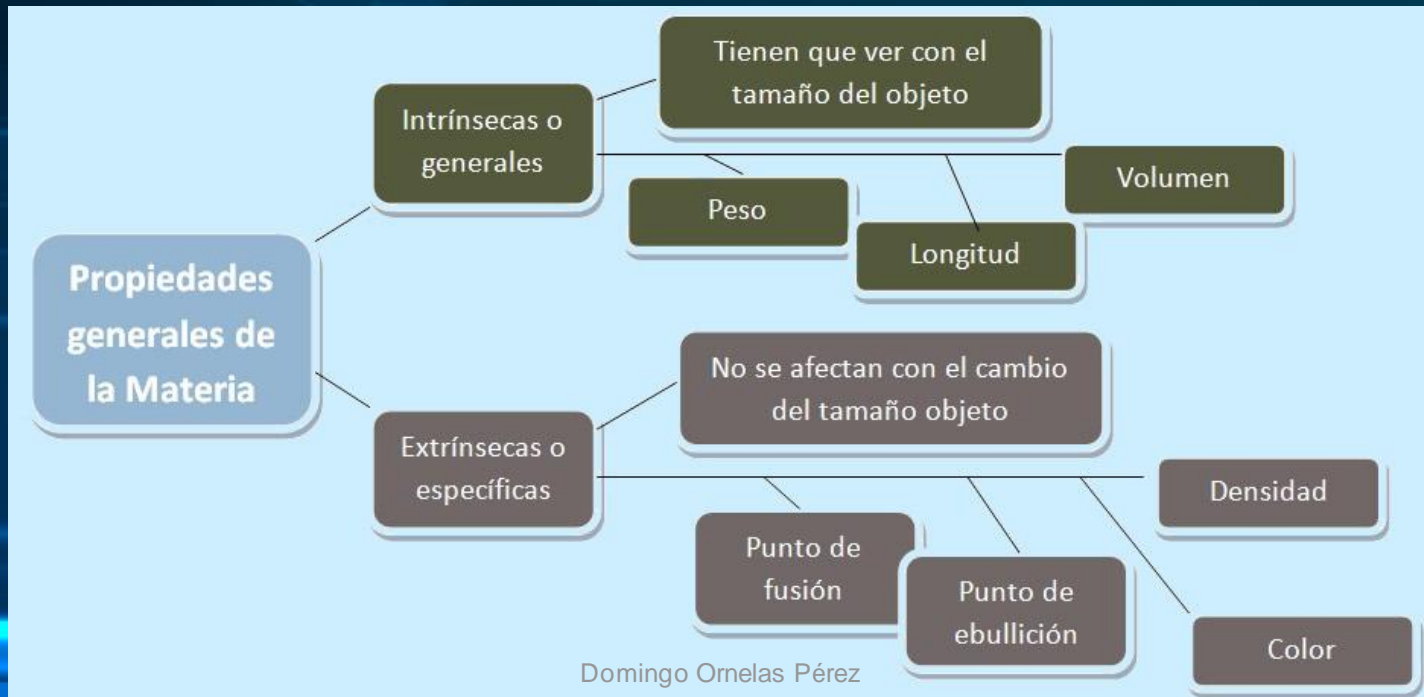 Propiedades
generales de
la Materia
Intrínsecas o
generales
Tienen que ver con el
tamaño del objeto
Peso
Longitud
Volumen
Extrínsecas o
específicas
No se afectan con el cambio
del tamaño objeto
Punto de
fusión
Punto de
ebullición
Densidad
Color
Domingo Ornelas Pérez